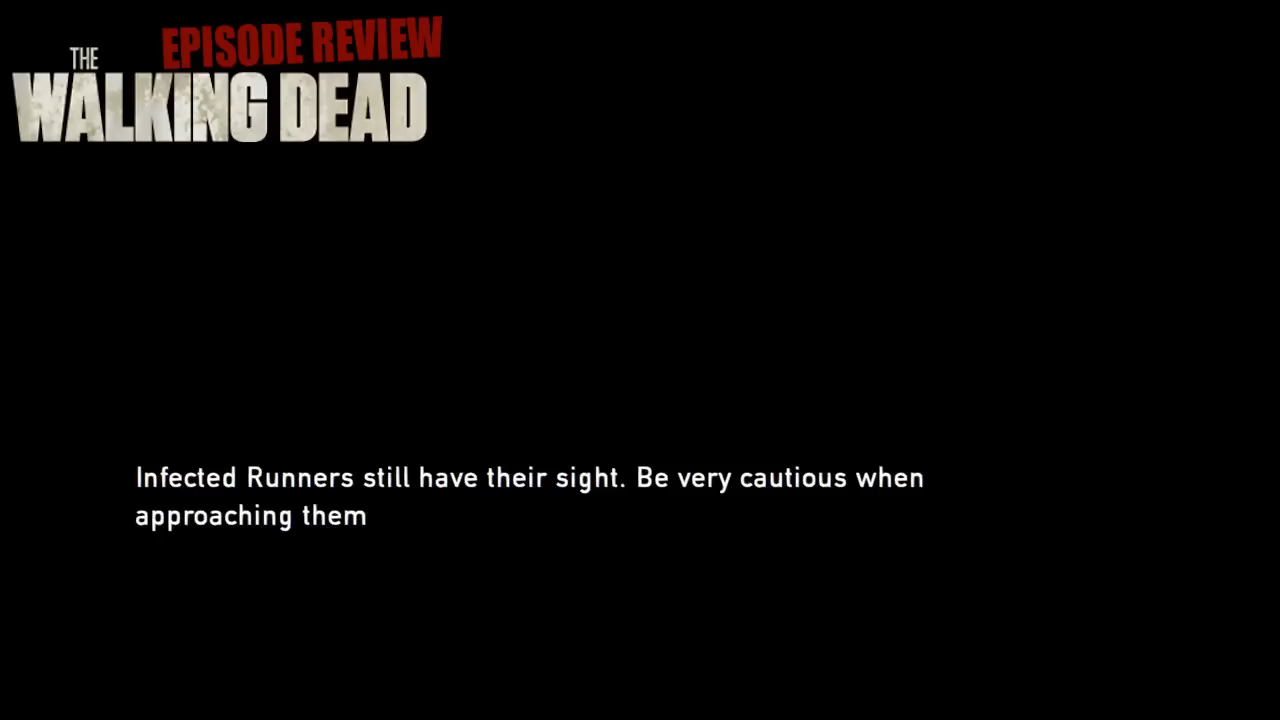 EPISODE REVIEW
THE
WALKING DEAD
Infected Runners still have their sight. Be very cautious when
approaching them